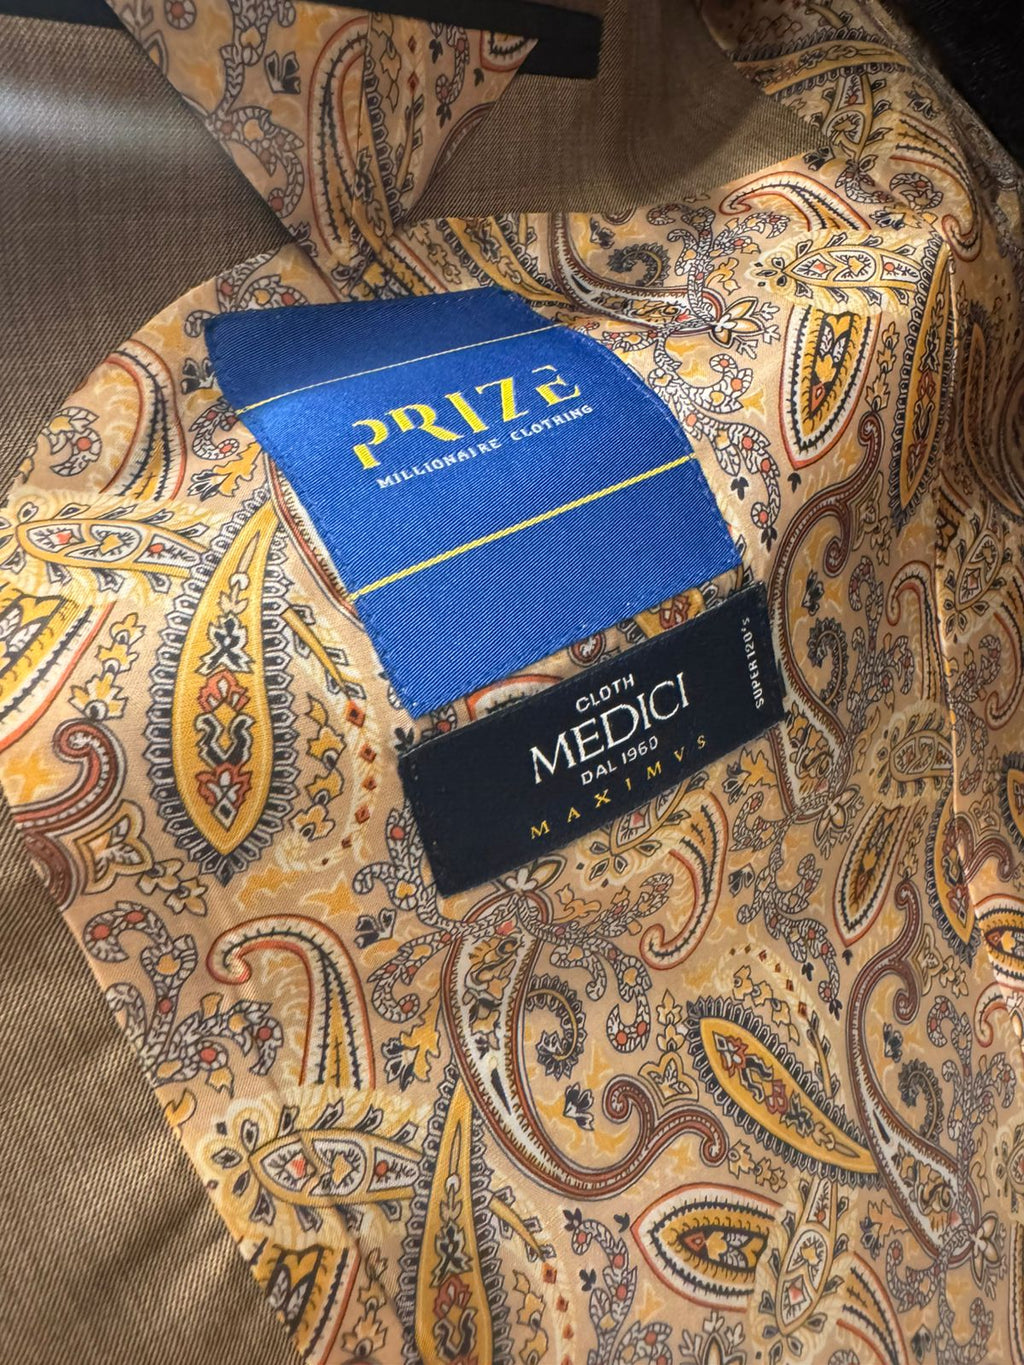 PRIZE
MILLIONAIRE CLOTHING
CLOTH
MEDICI
DAL 1960
MAXIMVS
SUPER 120's